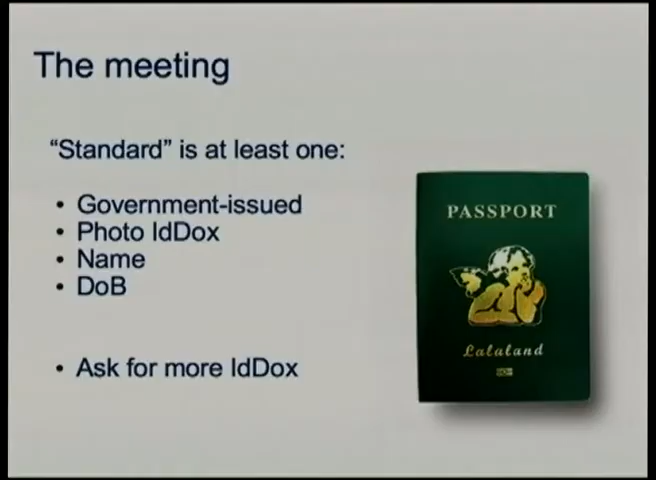 The meeting
“Standard” is at least one:
• Government-issued
• Photo IdDox
• Name
• DoB
• Ask for more IdDox
PASSPORT
Lalaland